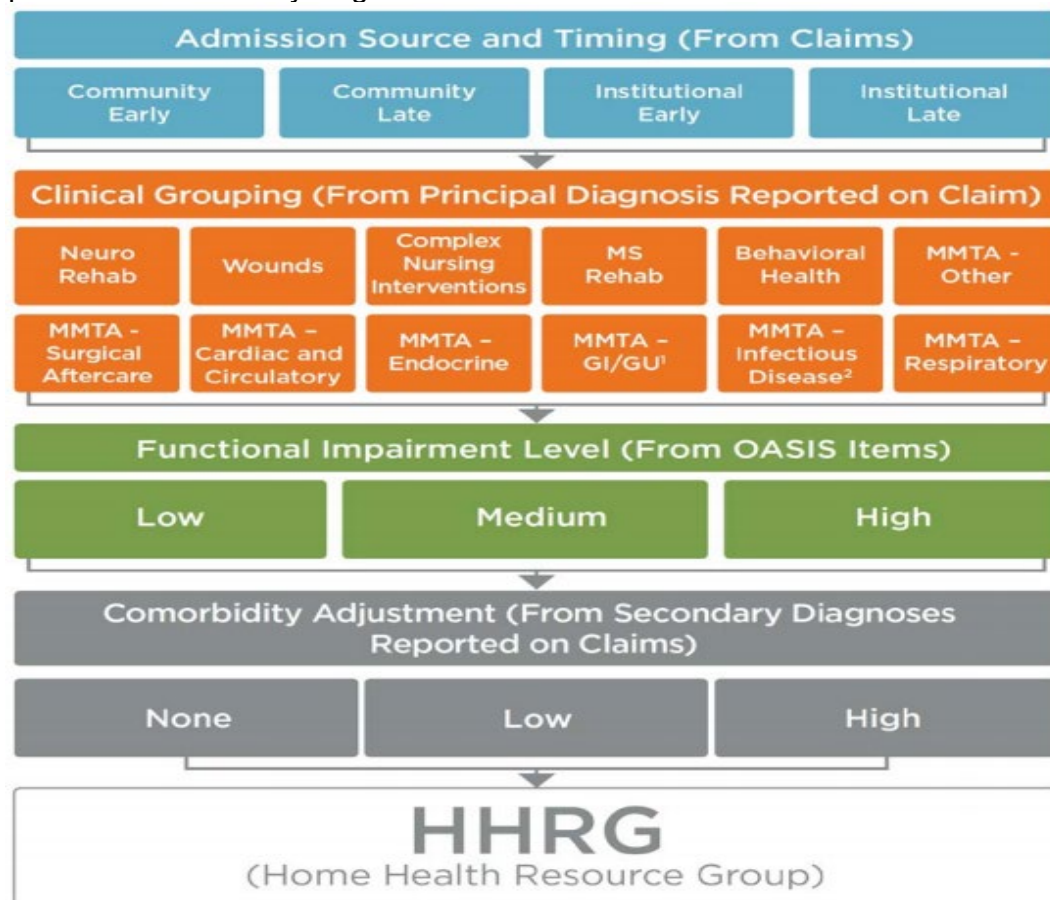 Admission Source and Timing (From Claims)
Community
Early
Community
Late
Institutional
Early
Institutional
Late
Clinical Grouping (From Principal Diagnosis Reported on Claim)
Neuro
Rehab
Wounds
Complex
Nursing
Interventions
MS
Rehab
Behavioral
Health
MMTA -
Other
MMTA -
Surgical
Aftercare
MMTA –
Cardiac and
Circulatory
MMTA –
Endocrine
MMTA –
GI/GU¹
MMTA –
Infectious
Disease²
MMTA –
Respiratory
Functional Impairment Level (From OASIS Items)
Low
Medium
High
Comorbidity Adjustment (From Secondary Diagnoses
Reported on Claims)
None
Low
High
HHRG
(Home Health Resource Group)